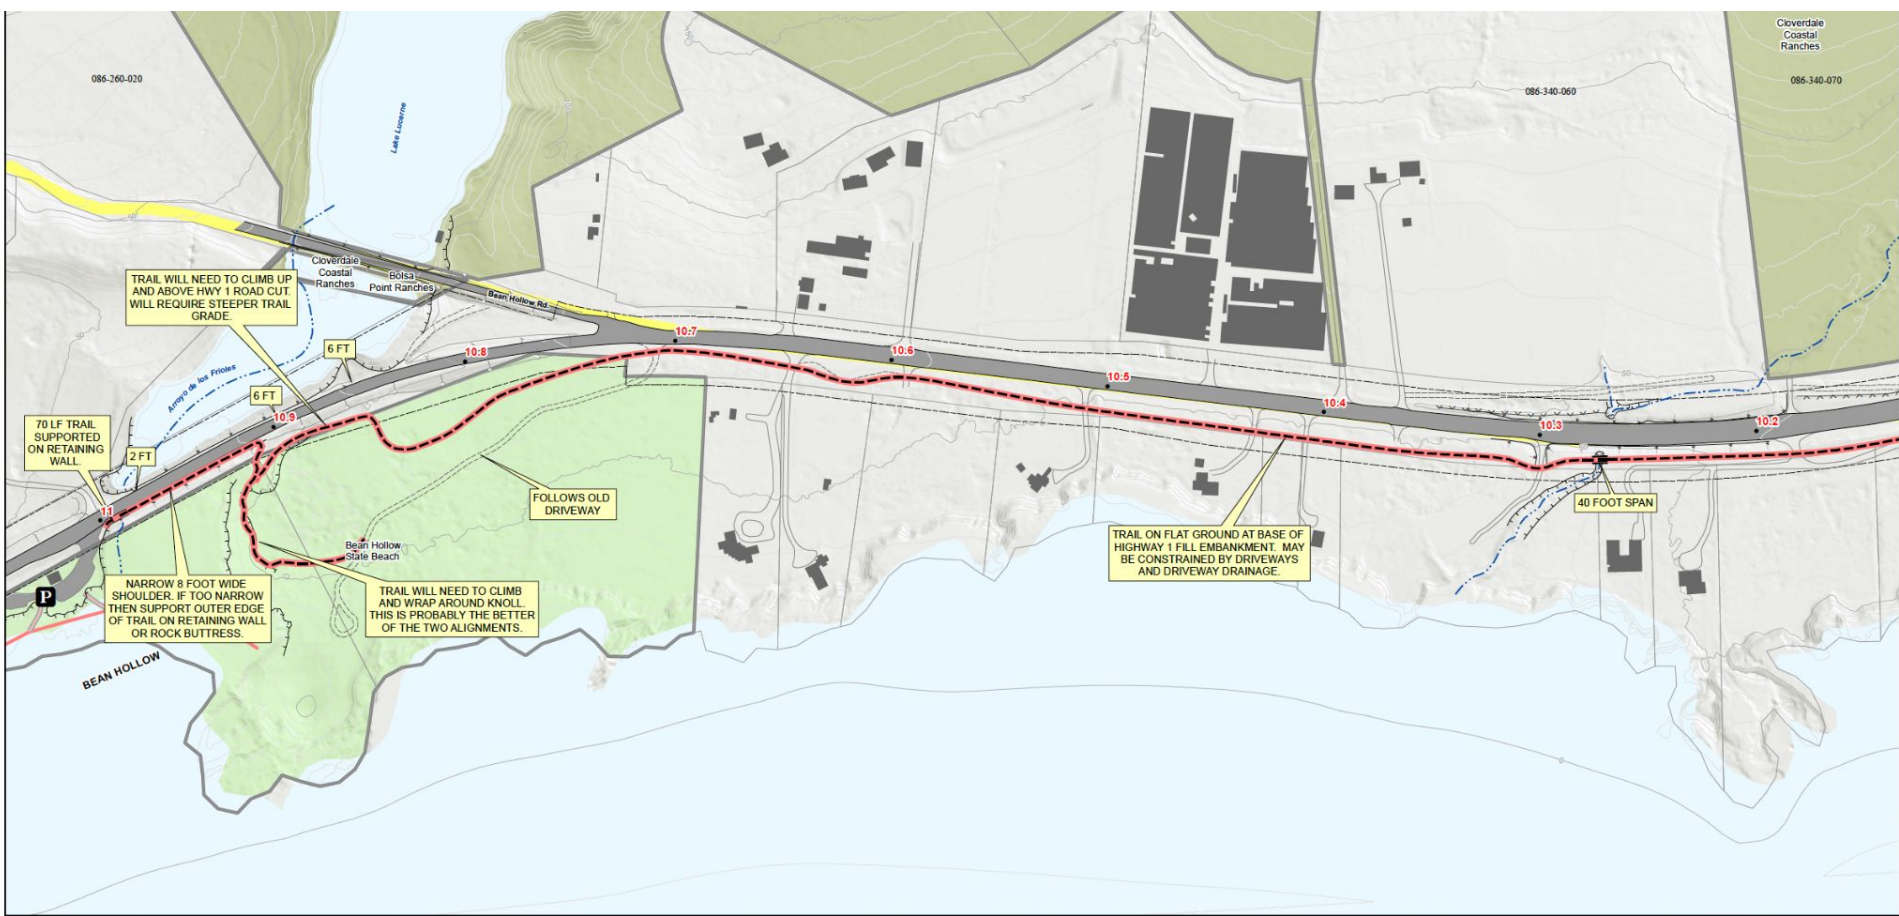 Cloverdale
Coastal
Ranches
086-260-020
086-340-060
086-340-070
Lake Lucerne
Cloverdale
Coastal
Ranches
Bolsa
Point Ranches
Bean Hollow Rd
TRAIL WILL NEED TO CLIMB UP
AND ABOVE HWY 1 ROAD CUT.
WILL REQUIRE STEEPER TRAIL
GRADE.
10.7
10.8
6 FT
10.6
10.5
10.4
10.3
10.2
Arroyo de los Frioles
6 FT
10.9
70 LF TRAIL
SUPPORTED
ON RETAINING
WALL.
2 FT
11
FOLLOWS OLD
DRIVEWAY
40 FOOT SPAN
Bean Hollow
State Beach
TRAIL ON FLAT GROUND AT BASE OF
HIGHWAY 1 FILL EMBANKMENT. MAY
BE CONSTRAINED BY DRIVEWAYS
AND DRIVEWAY DRAINAGE.
NARROW 8 FOOT WIDE
SHOULDER. IF TOO NARROW
THEN SUPPORT OUTER EDGE
OF TRAIL ON RETAINING WALL
OR ROCK BUTTRESS.
TRAIL WILL NEED TO CLIMB
AND WRAP AROUND KNOLL.
THIS IS PROBABLY THE BETTER
OF THE TWO ALIGNMENTS.
P
BEAN HOLLOW